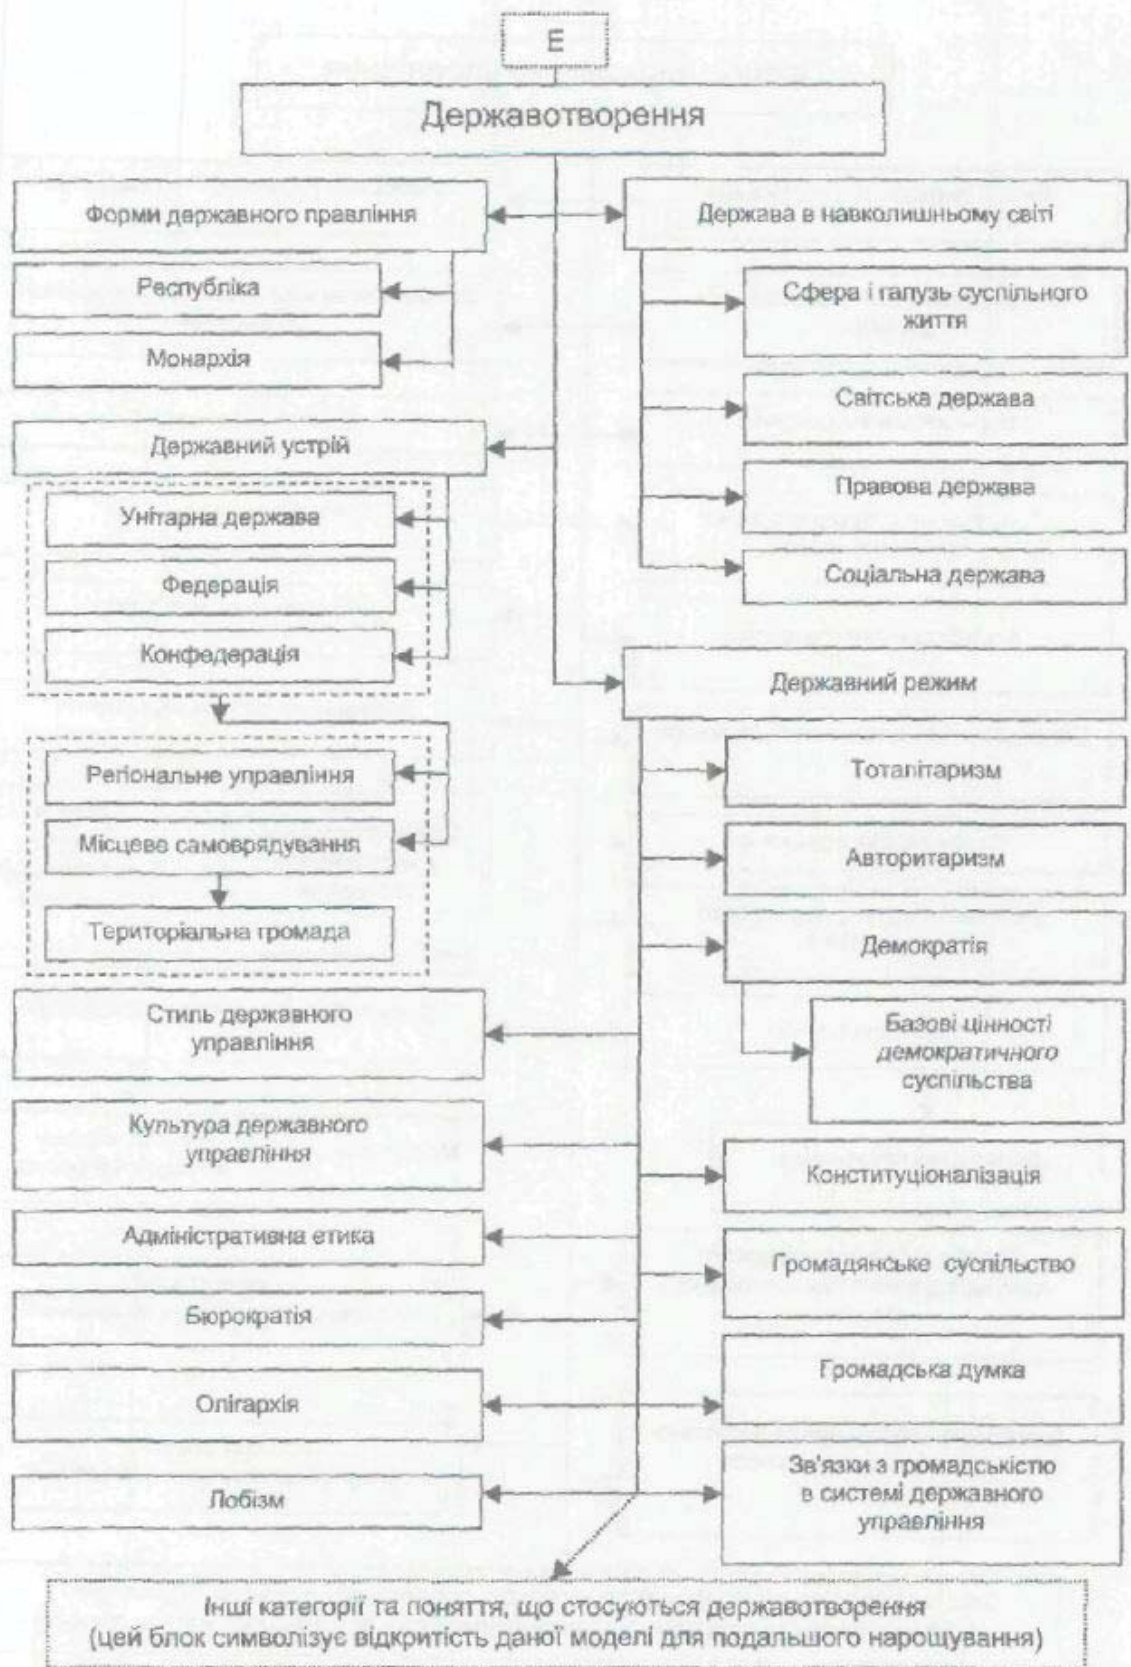 Е
Державотворення
Форми державного правління
Республіка
Монархія
Державний устрій
Унітарна держава
Федерація
Конфедерація
Регіональне управління
Місцеве самоврядування
Територіальна громада
Стиль державного
управління
Культура державного
управління
Адміністративна етика
Бюрократія
Олігархія
Лобізм
Держава в навколишньому світі
Сфера і галузь суспільного
життя
Світська держава
Правова держава
Соціальна держава
Державний режим
Тоталітаризм
Авторитаризм
Демократія
Базові цінності
демократичного
суспільства
Конституціоналізація
Громадянське суспільство
Громадська думка
Зв'язки з громадськістю
в системі державного
управління
Інші категорії та поняття, що стосуються державотворення
(цей блок символізує відкритість даної моделі для подальшого нарощування)